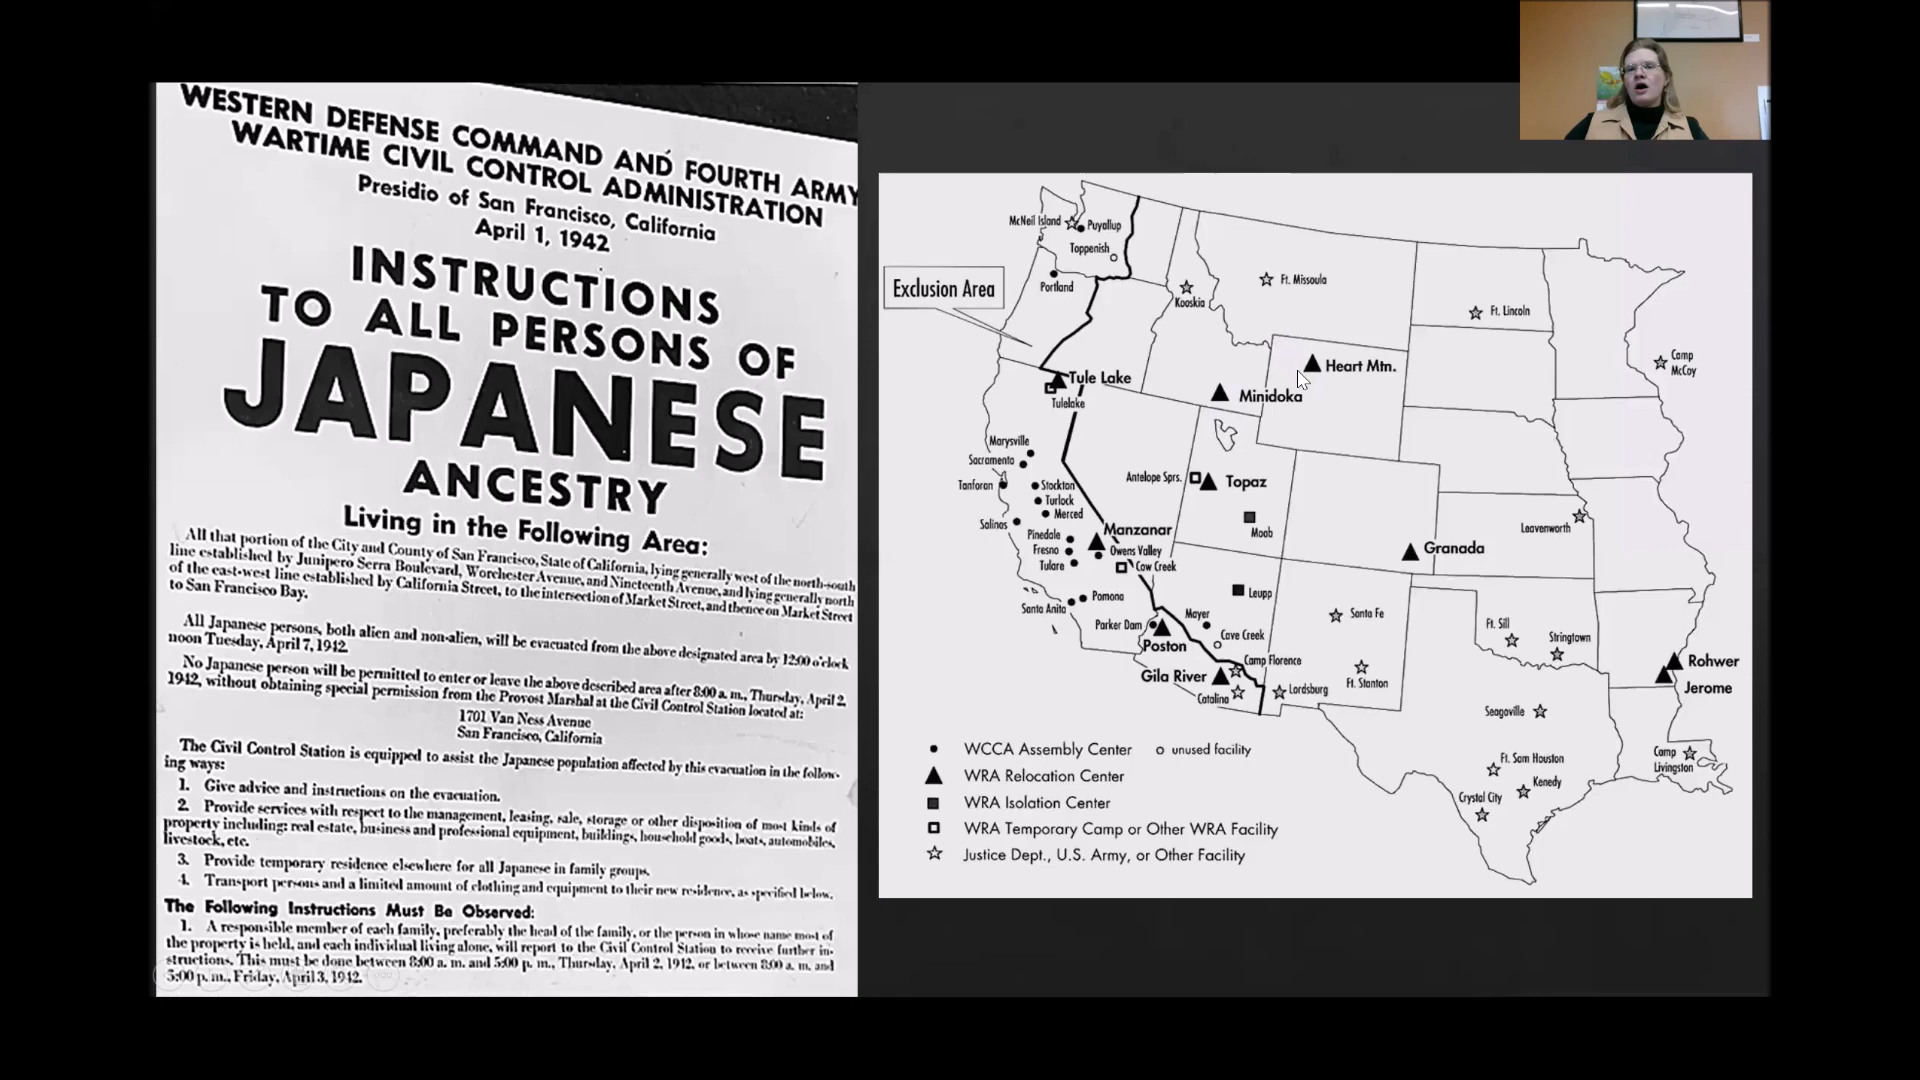 WESTERN DEFENSE COMMAND AND FOURTH ARMY
WARTIME CIVIL CONTROL ADMINISTRATION
Presidio of San Francisco, California
April 1, 1942
INSTRUCTIONS
TO ALL PERSONS OF
JAPANESE
ANCESTRY
Living in the Following Area:
All that portion of the City and County of San Francisco, State of California, lying generally west of the north-south
line established by Junipero Serra Boulevard, Worchester Avenue, and Nineteenth Avenue, and lying generally north
of the east-west line established by California Street, to the intersection of Market Street, and thence on Market Street
to San Francisco Bay.
All Japanese persons, both alien and non-alien, will be evacuated from the above designated area by 12:00 o'clock
noon Tuesday, April 7, 1942.
No Japanese person will be permitted to enter or leave the above described area after 8:00 a. m., Thursday, April 2,
1942, without obtaining special permission from the Provost Marshal at the Civil Control Station located at:
1701 Van Ness Avenue
San Francisco, California
The Civil Control Station is equipped to assist the Japanese population affected by this evacuation in the follow-
ing ways:
1. Give advice and instructions on the evacuation.
2. Provide services with respect to the management, leasing, sale, storage or other disposition of most kinds of
property including: real estate, business and professional equipment, buildings, household goods, boats, automobiles,
livestock, etc.
3. Provide temporary residence elsewhere for all Japanese in family groups.
4. Transport persons and a limited amount of clothing and equipment to their new residence, as specified below.
The Following Instructions Must Be Observed:
1. A responsible member of each family, preferably the head of the family, or the person in whose name most of
the property is held, and each individual living alone, will report to the Civil Control Station to receive further in-
structions. This must be done between 8:00 a. m. and 5:00 p. m., Thursday, April 2, 1942, or between 8:00 a. m. and
5:00 p. m., Friday, April 3, 1942.
McNeil Island
Puyallup
Toppenish
Exclusion Area
Portland
Kooskia
Ft. Missoula
Ft. Lincoln
Camp
McCoy
Heart Mtn.
Tule Lake
Tulelake
Minidoka
Marysville
Sacramento
Tanforan
Stockton
Turlock
Merced
Salinas
Antelope Sprs.
Topaz
Moab
Leavenworth
Pinedale
Fresno
Tulare
Manzanar
Owens Valley
Cow Creek
Granada
Santa Anita
Pomona
Leupp
Mayer
Parker Dam
Cave Creek
Poston
Santa Fe
Ft. Sill
Stringtown
Camp Florence
Gila River
Catalina
Lordsburg
Ft. Stanton
Rohwer
Jerome
Seagoville
Camp
Livingston
Ft. Sam Houston
Kenedy
Crystal City
WCCA Assembly Center
unused facility
WRA Relocation Center
WRA Isolation Center
WRA Temporary Camp or Other WRA Facility
Justice Dept., U.S. Army, or Other Facility